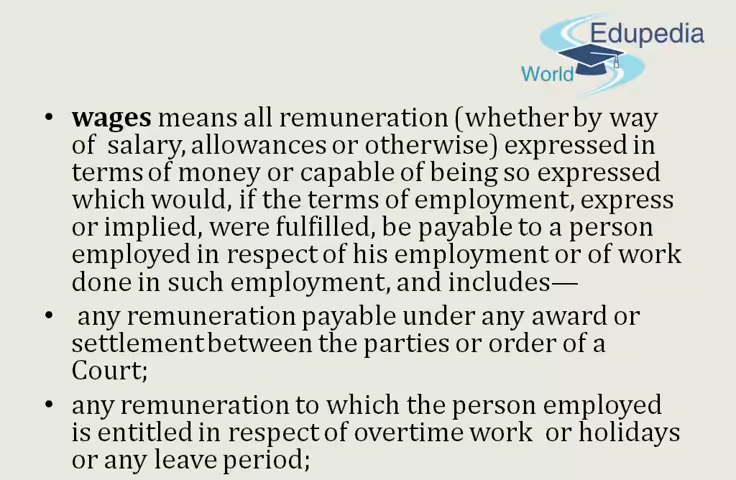 Edupedia
World
• wages means all remuneration (whether by way
of salary, allowances or otherwise) expressed in
terms of money or capable of being so expressed
which would, if the terms of employment, express
or implied, were fulfilled, be payable to a person
employed in respect of his employment or of work
done in such employment, and includes—
• any remuneration payable under any award or
settlement between the parties or order of a
Court;
• any remuneration to which the person employed
is entitled in respect of overtime work or holidays
or any leave period;